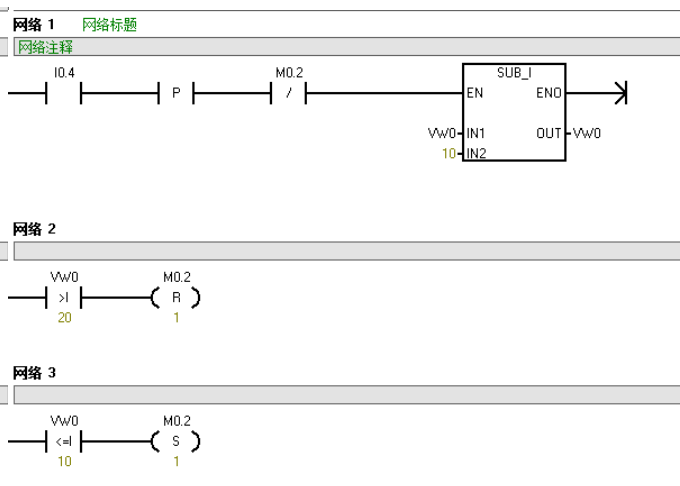 网络 1 网络标题
网络注释
I0.4 M0.2 SUB_I
P / EN ENO
VW0 IN1 OUT VW0
10 IN2
网络 2
VW0 M0.2
>I R
20 1
网络 3
VW0 M0.2
<=I S
10 1